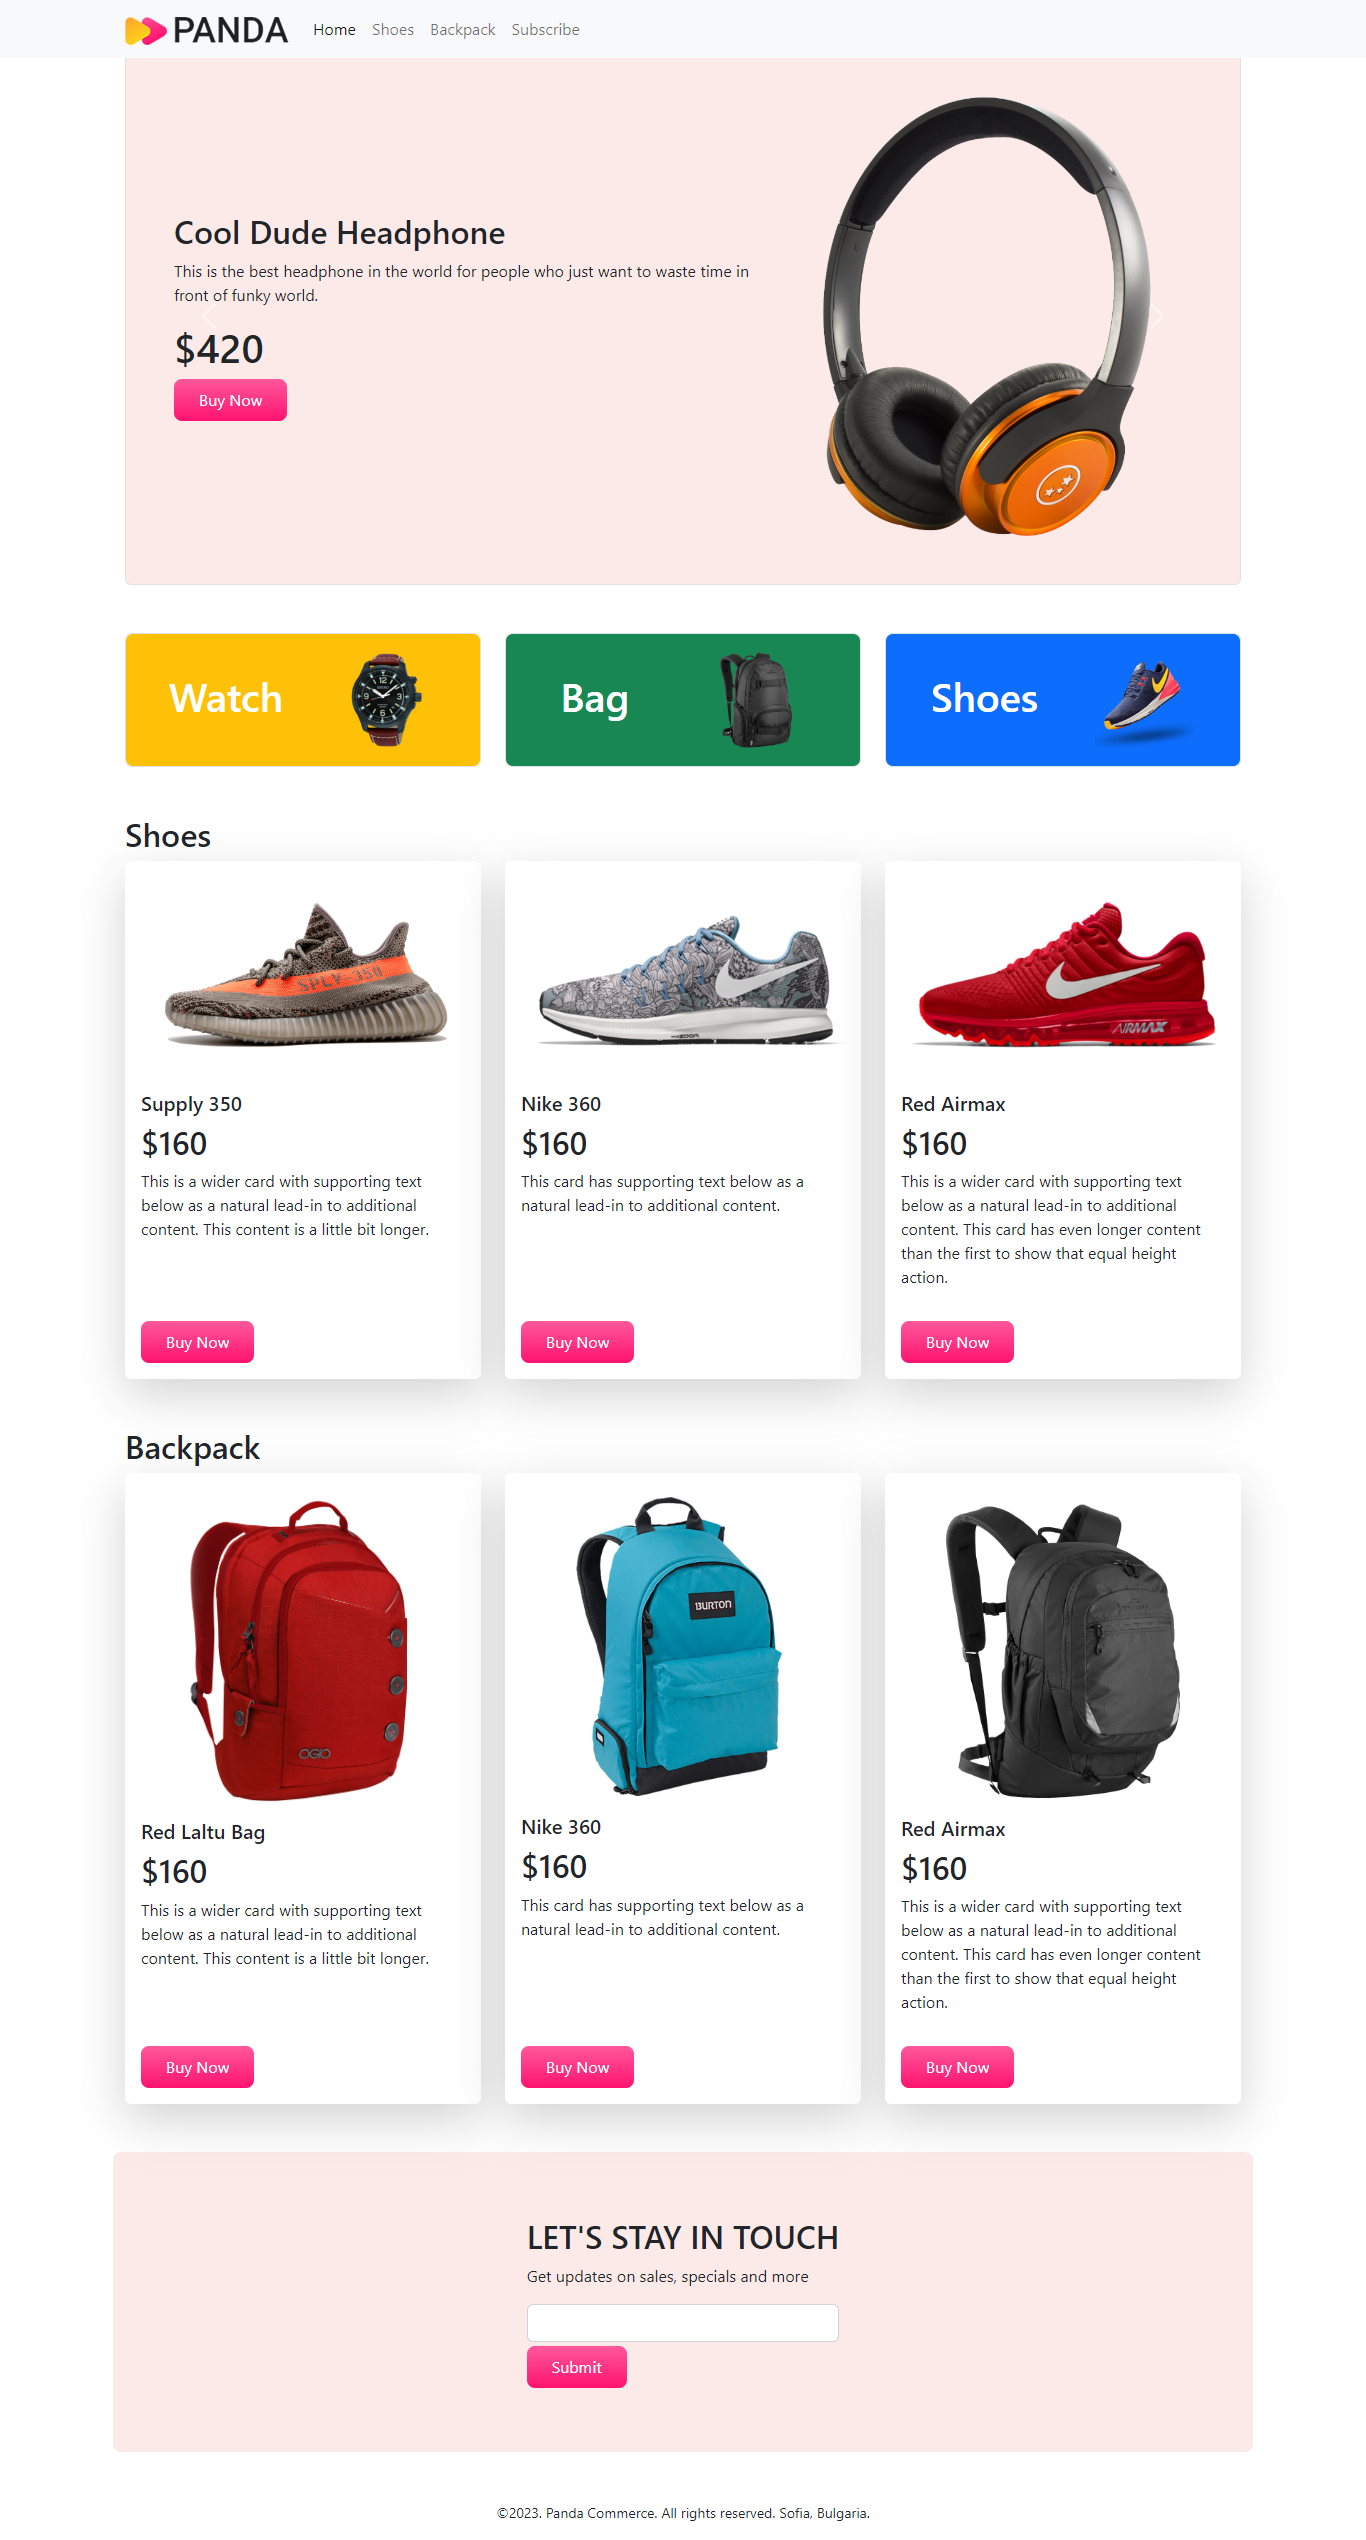 PANDA
Home Shoes Backpack Subscribe
Cool Dude Headphone
This is the best headphone in the world for people who just want to waste time in
front of funky world.
$420
Buy Now
Watch
Bag
Shoes
Shoes
SPLY-350
ZOOM
AIRMAX
Supply 350
$160
This is a wider card with supporting text
below as a natural lead-in to additional
content. This content is a little bit longer.
Buy Now
Nike 360
$160
This card has supporting text below as a
natural lead-in to additional content.
Buy Now
Red Airmax
$160
This is a wider card with supporting text
below as a natural lead-in to additional
content. This card has even longer content
than the first to show that equal height
action.
Buy Now
Backpack
OGIO
Red Laltu Bag
$160
This is a wider card with supporting text
below as a natural lead-in to additional
content. This content is a little bit longer.
Buy Now
BURTON
Nike 360
$160
This card has supporting text below as a
natural lead-in to additional content.
Buy Now
Red Airmax
$160
This is a wider card with supporting text
below as a natural lead-in to additional
content. This card has even longer content
than the first to show that equal height
action.
Buy Now
LET'S STAY IN TOUCH
Get updates on sales, specials and more
Submit
©2023. Panda Commerce. All rights reserved. Sofia, Bulgaria.